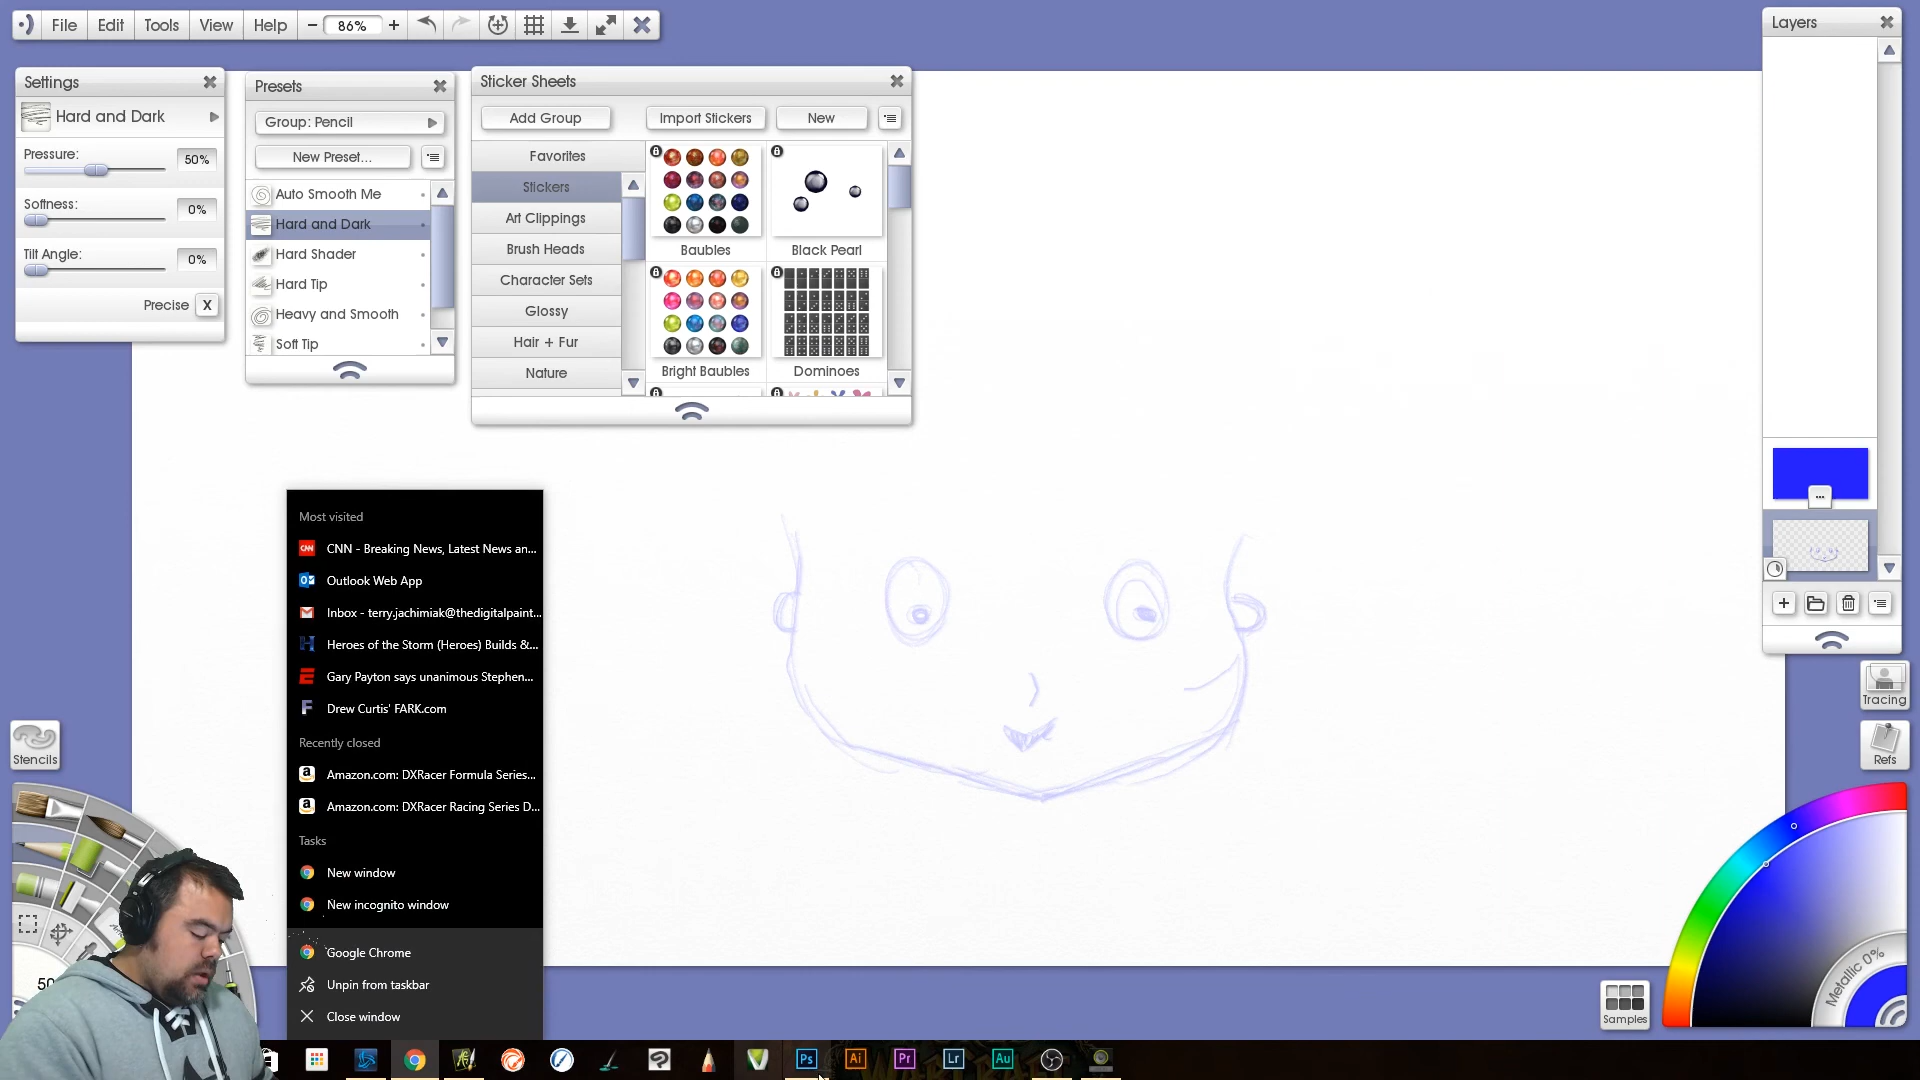 File Edit Tools View Help − 86% +
Layers
Settings
Hard and Dark
Pressure:
50%
Softness:
0%
Tilt Angle:
0%
Precise X
Presets
Group: Pencil
New Preset...
Auto Smooth Me
Hard and Dark
Hard Shader
Hard Tip
Heavy and Smooth
Soft Tip
Sticker Sheets
Add Group Import Stickers New
Favorites
Stickers
Art Clippings
Brush Heads
Character Sets
Glossy
Hair + Fur
Nature
Baubles Black Pearl
Bright Baubles Dominoes
Most visited
CNN - Breaking News, Latest News an...
Outlook Web App
Inbox - terry.jachimiak@thedigitalpaint...
Heroes of the Storm (Heroes) Builds &...
Gary Payton says unanimous Stephen...
Drew Curtis' FARK.com
Recently closed
Amazon.com: DXRacer Formula Series...
Amazon.com: DXRacer Racing Series D...
Tasks
New window
New incognito window
Google Chrome
Unpin from taskbar
Close window
Stencils
Tracing
Refs
Samples
Metallic 0%
50
Ps Ai Pr Lr Au